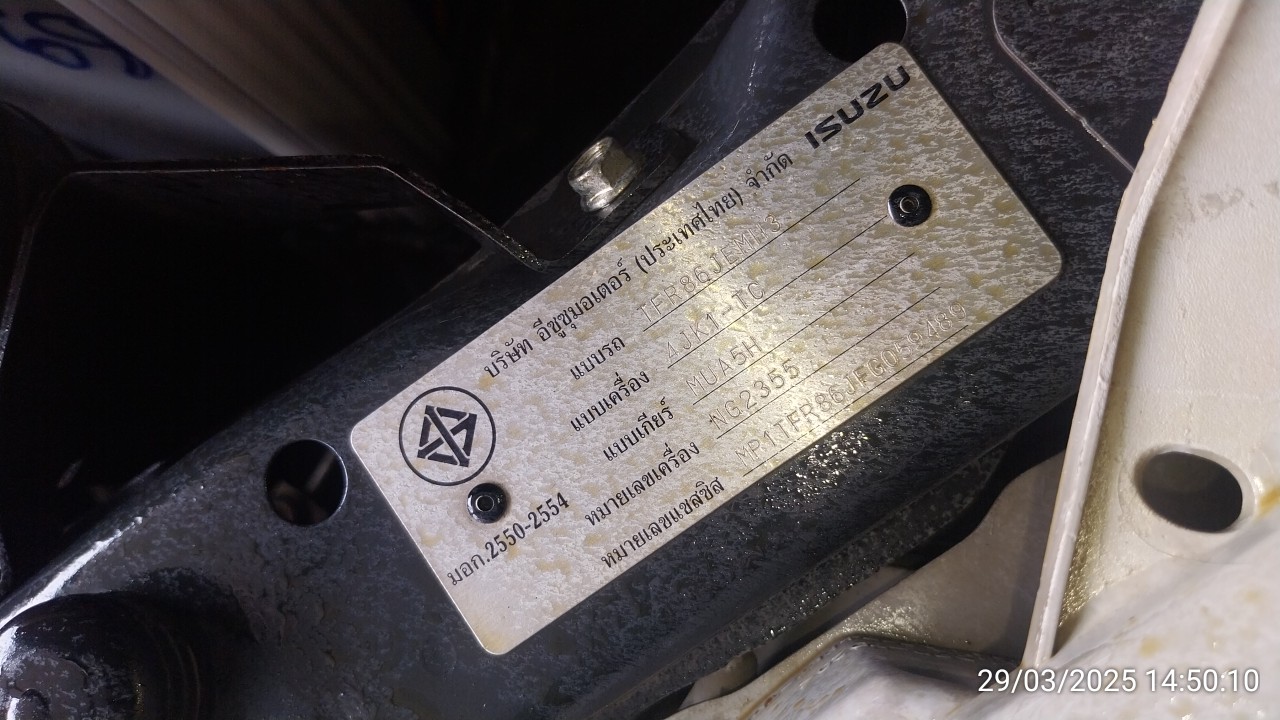 ISUZU
บริษัท อีซูซุมอเตอร์ (ประเทศไทย) จำกัด
แบบรถ TFR86JEMR3
แบบเครื่อง 4JK1-TC
แบบเกียร์ MUA5H
หมายเลขเครื่อง NG2355
หมายเลขแชสซิส MP1TFR86JFG056489
มอก.2550-2554
29/03/2025 14:50:10